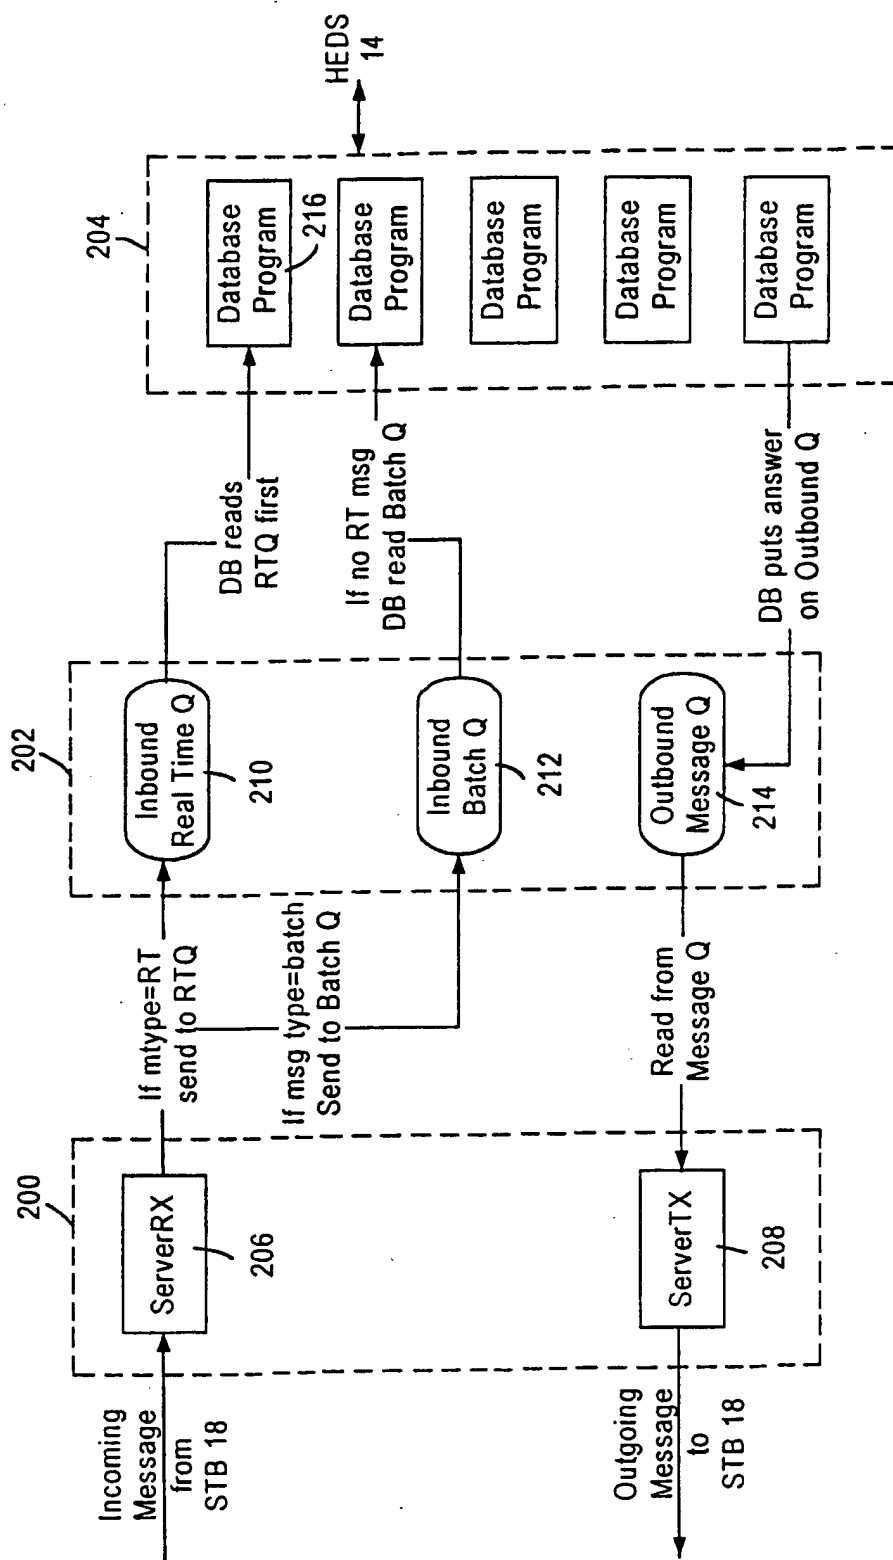 Incoming
Message
from
STB 18
200
ServerRX
206
If mtype=RT
send to RTQ
If msg type=batch
Send to Batch Q
202
Inbound
Real Time Q
210
Inbound
Batch Q
212
DB reads
RTQ first
If no RT msg
DB read Batch Q
204
Database
Program
216
Database
Program
Database
Program
Database
Program
Database
Program
HEDS
14
DB puts answer
on Outbound Q
Outbound
Message Q
214
Read from
Message Q
ServerTX
208
Outgoing
Message
to
STB 18